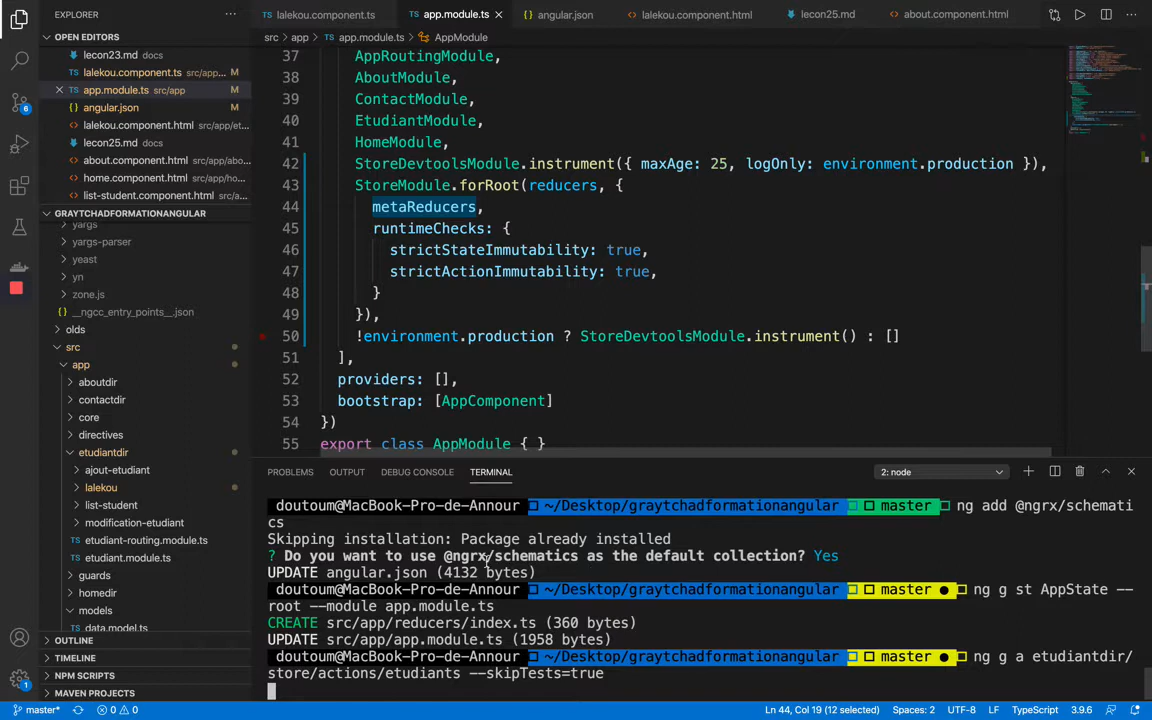 EXPLORER
lalekou.component.ts
app.module.ts
angular.json
lalekou.component.html
lecon25.md
about.component.html
OPEN EDITORS
lecon23.md docs
lalekou.component.ts src/app... M
app.module.ts src/app M
angular.json M
lalekou.component.html src/app/et...
lecon25.md docs
about.component.html src/app/abo...
home.component.html src/app/ho...
list-student.component.html src/a...
GRAYTCHADFORMATIONANGULAR
yargs
yargs-parser
yeast
yn
zone.js
__ngcc_entry_points__.json
olds
src
app
aboutdir
contactdir
core
directives
etudiantdir
ajout-etudiant
lalekou
list-student
modification-etudiant
etudiant-routing.module.ts
etudiant.module.ts
guards
homedir
models
data.model.ts
OUTLINE
TIMELINE
NPM SCRIPTS
MAVEN PROJECTS
6
1
src > app > TS app.module.ts > AppModule
37 AppRoutingModule,
38 AboutModule,
39 ContactModule,
40 EtudiantModule,
41 HomeModule,
42 StoreDevtoolsModule.instrument({ maxAge: 25, logOnly: environment.production }),
43 StoreModule.forRoot(reducers, {
44 metaReducers,
45 runtimeChecks: {
46 strictStateImmutability: true,
47 strictActionImmutability: true,
48 }
49 }),
50 !environment.production ? StoreDevtoolsModule.instrument() : []
51 ],
52 providers: [],
53 bootstrap: [AppComponent]
54 })
55 export class AppModule { }
PROBLEMS OUTPUT DEBUG CONSOLE TERMINAL 2: node
doutoum@MacBook-Pro-de-Annour ~/Desktop/graytchadformationangular master ng add @ngrx/schemati
cs
Skipping installation: Package already installed
? Do you want to use @ngrx/schematics as the default collection? Yes
UPDATE angular.json (4132 bytes)
doutoum@MacBook-Pro-de-Annour ~/Desktop/graytchadformationangular master ● ng g st AppState --
root --module app.module.ts
CREATE src/app/reducers/index.ts (360 bytes)
UPDATE src/app/app.module.ts (1958 bytes)
doutoum@MacBook-Pro-de-Annour ~/Desktop/graytchadformationangular master ● ng g a etudiantdir/
store/actions/etudiants --skipTests=true
master* 0 0 Ln 44, Col 19 (12 selected) Spaces: 2 UTF-8 LF TypeScript 3.9.6